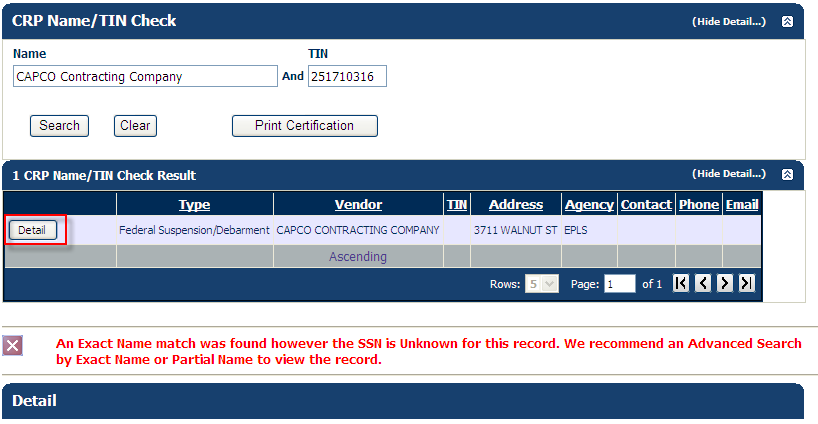 CRP Name/TIN Check (Hide Detail...)
Name TIN
CAPCO Contracting Company And 251710316
Search Clear Print Certification
1 CRP Name/TIN Check Result (Hide Detail...)
Type Vendor TIN Address Agency Contact Phone Email
Detail Federal Suspension/Debarment CAPCO CONTRACTING COMPANY 3711 WALNUT ST EPLS
Ascending
Rows: 5 Page: 1 of 1
An Exact Name match was found however the SSN is Unknown for this record. We recommend an Advanced Search
by Exact Name or Partial Name to view the record.
Detail